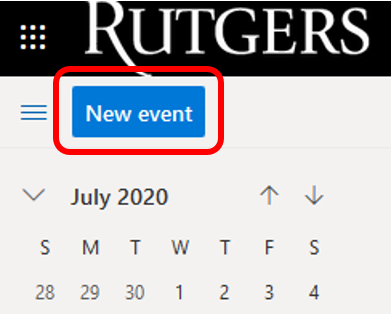 RUTGERS
New event
July 2020
S M T W T F S
28 29 30 1 2 3 4